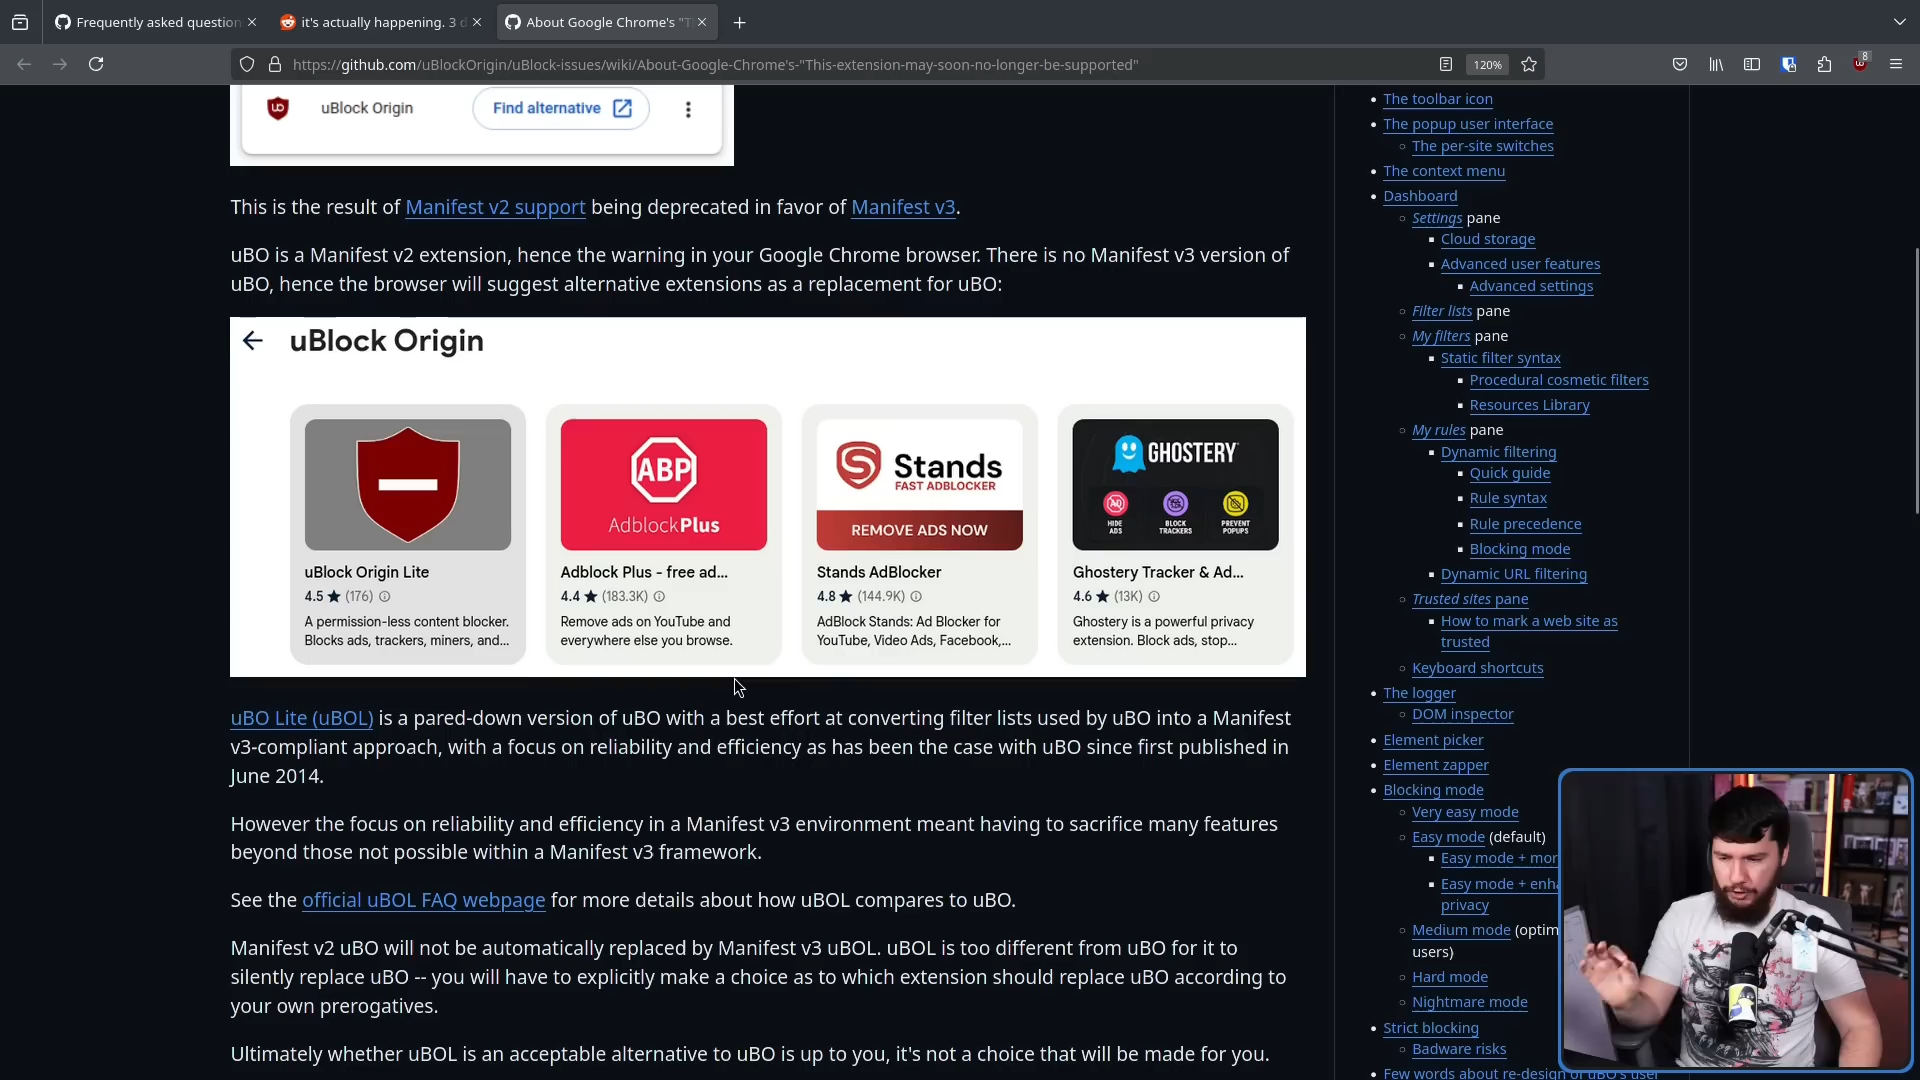 Frequently asked question
it's actually happening. 3 d
About Google Chrome's "T
https://github.com/uBlockOrigin/uBlock-issues/wiki/About-Google-Chrome's-"This-extension-may-soon-no-longer-be-supported"
120%
8
uBlock Origin
Find alternative
This is the result of Manifest v2 support being deprecated in favor of Manifest v3.
uBO is a Manifest v2 extension, hence the warning in your Google Chrome browser. There is no Manifest v3 version of
uBO, hence the browser will suggest alternative extensions as a replacement for uBO:
uBlock Origin
uBlock Origin Lite
4.5 ★ (176)
A permission-less content blocker.
Blocks ads, trackers, miners, and...
ABP
AdblockPlus
Adblock Plus - free ad...
4.4 ★ (183.3K)
Remove ads on YouTube and
everywhere else you browse.
Stands
FAST ADBLOCKER
REMOVE ADS NOW
Stands AdBlocker
4.8 ★ (144.9K)
AdBlock Stands: Ad Blocker for
YouTube, Video Ads, Facebook,...
GHOSTERY
HIDE ADS
BLOCK TRACKERS
PREVENT POPUPS
Ghostery Tracker & Ad...
4.6 ★ (13K)
Ghostery is a powerful privacy
extension. Block ads, stop...
uBO Lite (uBOL) is a pared-down version of uBO with a best effort at converting filter lists used by uBO into a Manifest
v3-compliant approach, with a focus on reliability and efficiency as has been the case with uBO since first published in
June 2014.
However the focus on reliability and efficiency in a Manifest v3 environment meant having to sacrifice many features
beyond those not possible within a Manifest v3 framework.
See the official uBOL FAQ webpage for more details about how uBOL compares to uBO.
Manifest v2 uBO will not be automatically replaced by Manifest v3 uBOL. uBOL is too different from uBO for it to
silently replace uBO -- you will have to explicitly make a choice as to which extension should replace uBO according to
your own prerogatives.
Ultimately whether uBOL is an acceptable alternative to uBO is up to you, it's not a choice that will be made for you.
The toolbar icon
The popup user interface
The per-site switches
The context menu
Dashboard
Settings pane
Cloud storage
Advanced user features
Advanced settings
Filter lists pane
My filters pane
Static filter syntax
Procedural cosmetic filters
Resources Library
My rules pane
Dynamic filtering
Quick guide
Rule syntax
Rule precedence
Blocking mode
Dynamic URL filtering
Trusted sites pane
How to mark a web site as
trusted
Keyboard shortcuts
The logger
DOM inspector
Element picker
Element zapper
Blocking mode
Very easy mode
Easy mode (default)
Easy mode + mor
Easy mode + enha
privacy
Medium mode (optim
users)
Hard mode
Nightmare mode
Strict blocking
Badware risks
Few words about re-design of uBO's user